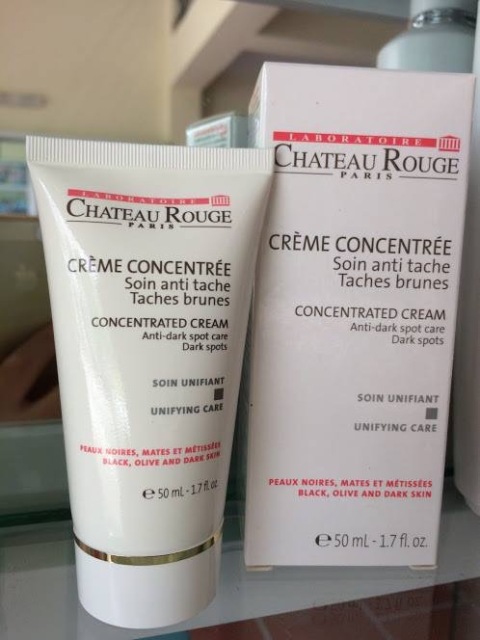 LABORATOIRE
CHATEAU ROUGE
PARIS
CRÈME CONCENTRÉE
Soin anti tache
Taches brunes
CONCENTRATED CREAM
Anti-dark spot care
Dark spots
SOIN UNIFIANT
UNIFYING CARE
PEAUX NOIRES, MATES ET MÉTISSÉES
BLACK, OLIVE AND DARK SKIN
e 50 mL - 1.7 fl. oz.
LABORATOIRE
CHATEAU ROUGE
PARIS
CRÈME CONCENTRÉE
Soin anti tache
Taches brunes
CONCENTRATED CREAM
Anti-dark spot care
Dark spots
SOIN UNIFIANT
UNIFYING CARE
PEAUX NOIRES, MATES ET MÉTISSÉES
BLACK, OLIVE AND DARK SKIN
e 50 mL - 1.7 fl. oz.